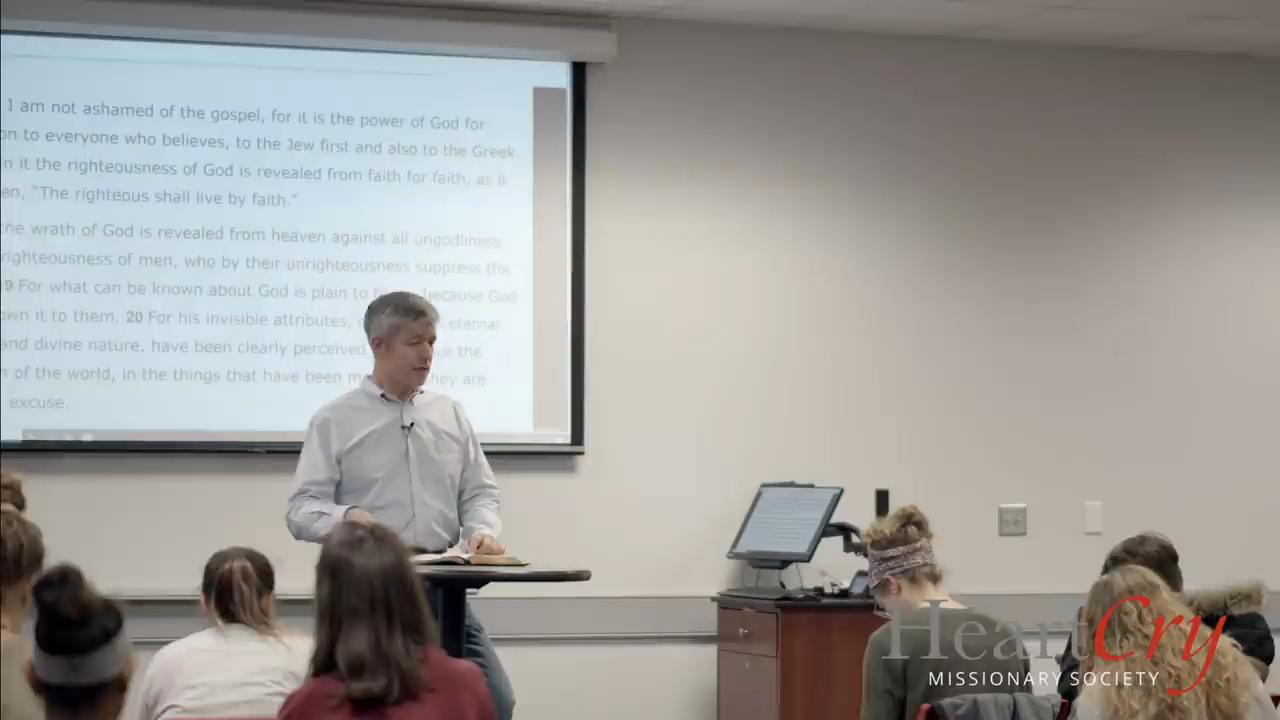 I am not ashamed of the gospel, for it is the power of God for
on to everyone who believes, to the Jew first and also to the Greek
n it the righteousness of God is revealed from faith for faith, as it
en, “The righteous shall live by faith.”
the wrath of God is revealed from heaven against all ungodliness
righteousness of men, who by their unrighteousness suppress the
9 For what can be known about God is plain to because God
own it to them. 20 For his invisible attributes, eternal
and divine nature, have been clearly perceived the
n of the world, in the things that have been they are
excuse.
HeartCry
MISSIONARY SOCIETY